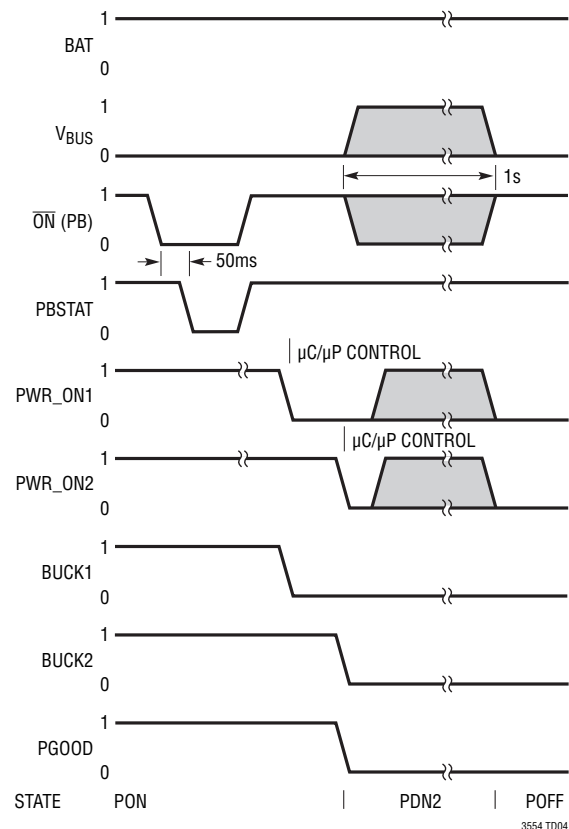 1
BAT
0
1
VBUS
0
1s
1
ON (PB)
0
50ms
1
PBSTAT
0
µC/µP CONTROL
1
PWR_ON1
0
µC/µP CONTROL
1
PWR_ON2
0
1
BUCK1
0
1
BUCK2
0
1
PGOOD
0
STATE PON PDN2 POFF
3554 TD04